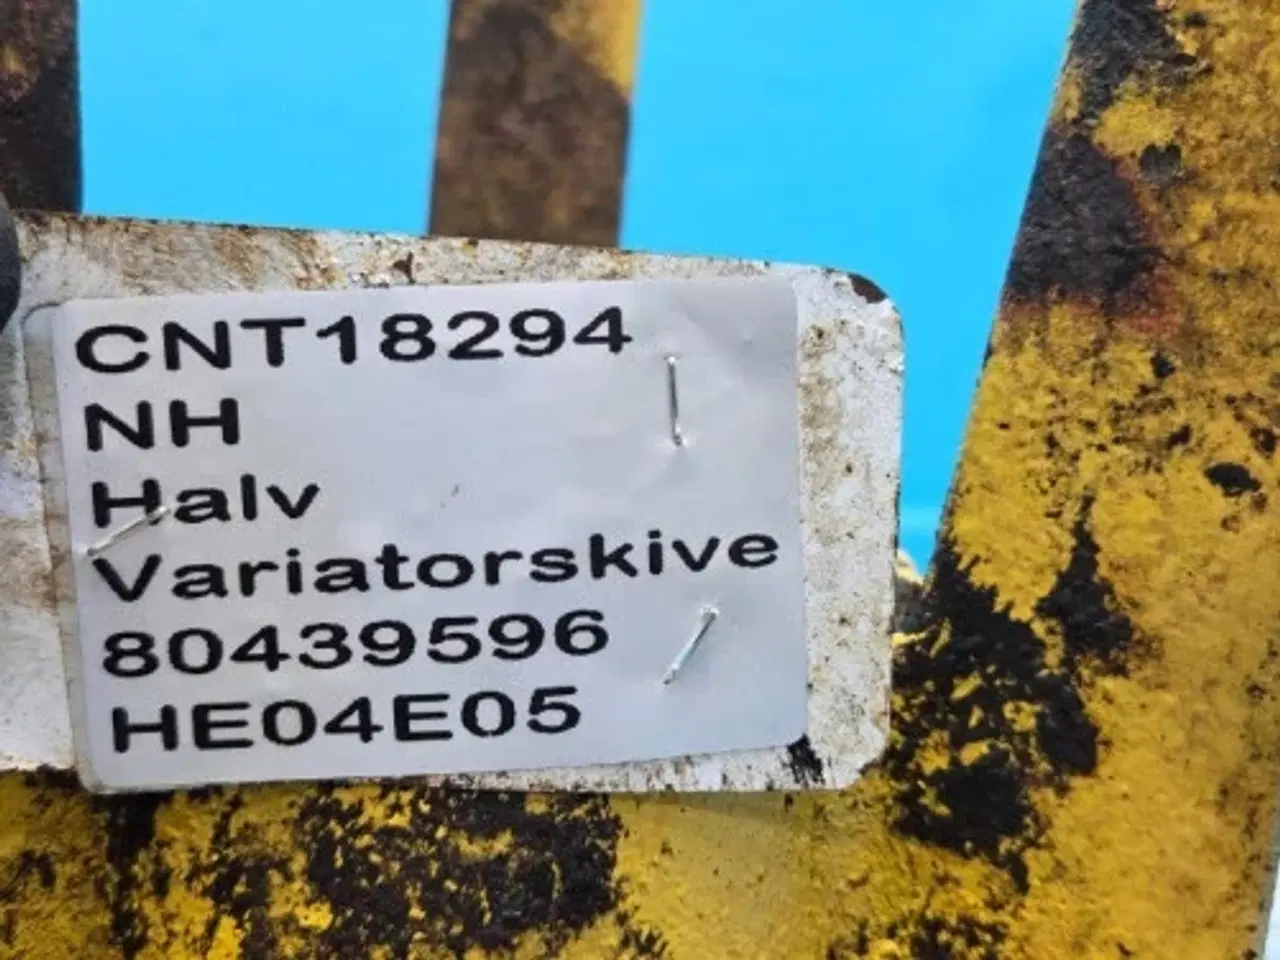 CNT18294
NH
Halv
Variatorskive
80439596
HE04E05